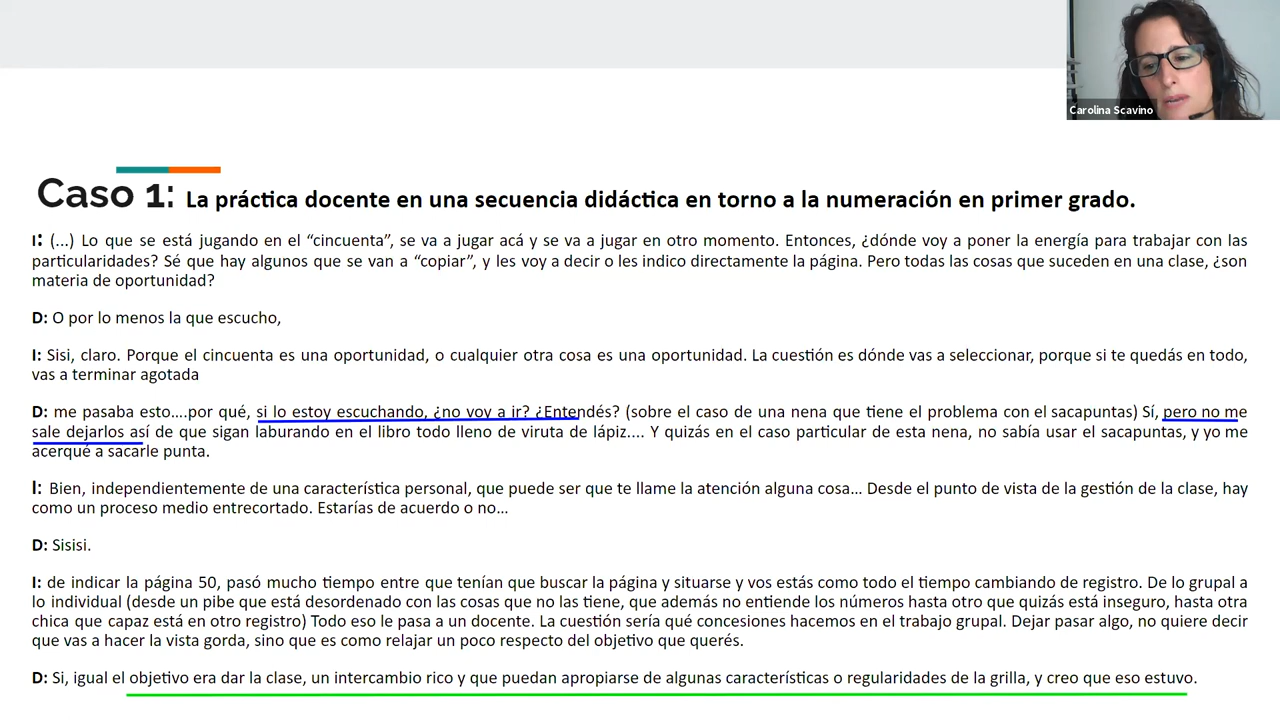 Carolina Scavino
Caso 1: La práctica docente en una secuencia didáctica en torno a la numeración en primer grado.
I: (...) Lo que se está jugando en el “cincuenta”, se va a jugar acá y se va a jugar en otro momento. Entonces, ¿dónde voy a poner la energía para trabajar con las
particularidades? Sé que hay algunos que se van a “copiar”, y les voy a decir o les indico directamente la página. Pero todas las cosas que suceden en una clase, ¿son
materia de oportunidad?
D: O por lo menos la que escucho,
I: Sisi, claro. Porque el cincuenta es una oportunidad, o cualquier otra cosa es una oportunidad. La cuestión es dónde vas a seleccionar, porque si te quedás en todo,
vas a terminar agotada
D: me pasaba esto....por qué, si lo estoy escuchando, ¿no voy a ir? ¿Entendés? (sobre el caso de una nena que tiene el problema con el sacapuntas) Sí, pero no me
sale dejarlos así de que sigan laburando en el libro todo lleno de viruta de lápiz.... Y quizás en el caso particular de esta nena, no sabía usar el sacapuntas, y yo me
acerqué a sacarle punta.
I: Bien, independientemente de una característica personal, que puede ser que te llame la atención alguna cosa... Desde el punto de vista de la gestión de la clase, hay
como un proceso medio entrecortado. Estarías de acuerdo o no...
D: Sisisi.
I: de indicar la página 50, pasó mucho tiempo entre que tenían que buscar la página y situarse y vos estás como todo el tiempo cambiando de registro. De lo grupal a
lo individual (desde un pibe que está desordenado con las cosas que no las tiene, que además no entiende los números hasta otro que quizás está inseguro, hasta otra
chica que capaz está en otro registro) Todo eso le pasa a un docente. La cuestión sería qué concesiones hacemos en el trabajo grupal. Dejar pasar algo, no quiere decir
que vas a hacer la vista gorda, sino que es como relajar un poco respecto del objetivo que querés.
D: Si, igual el objetivo era dar la clase, un intercambio rico y que puedan apropiarse de algunas características o regularidades de la grilla, y creo que eso estuvo.